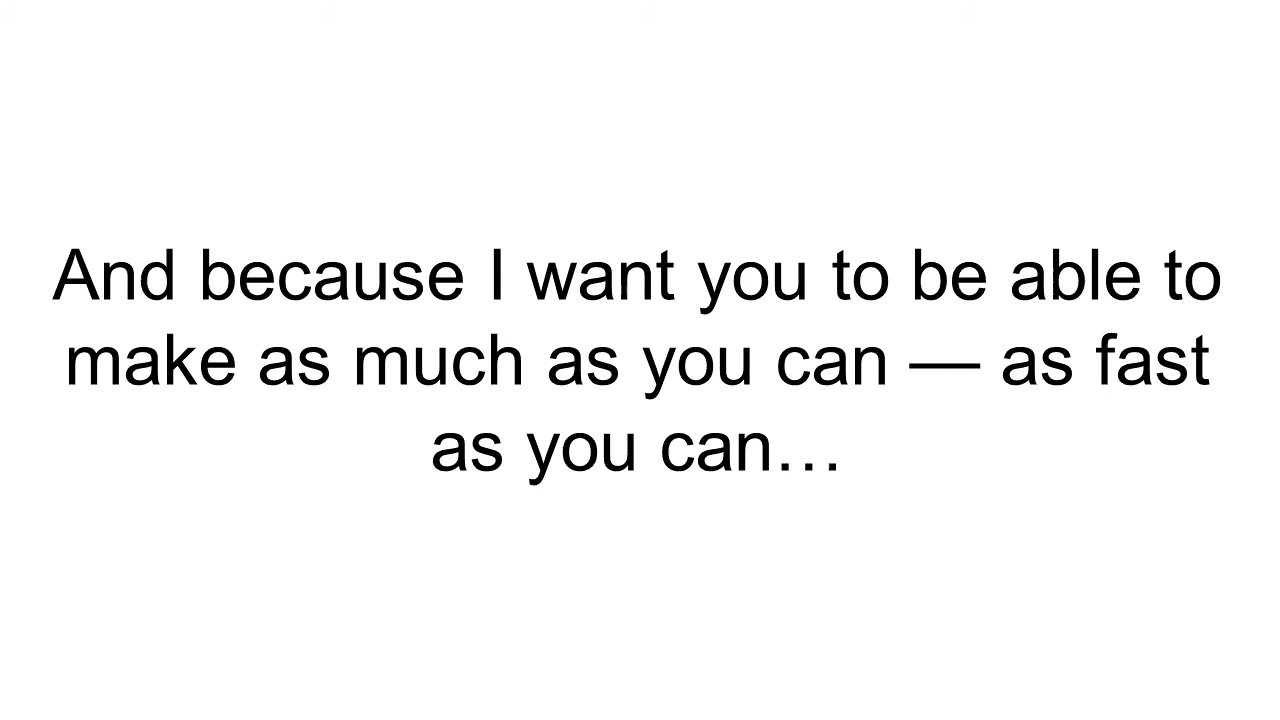 And because I want you to be able to
make as much as you can — as fast
as you can…